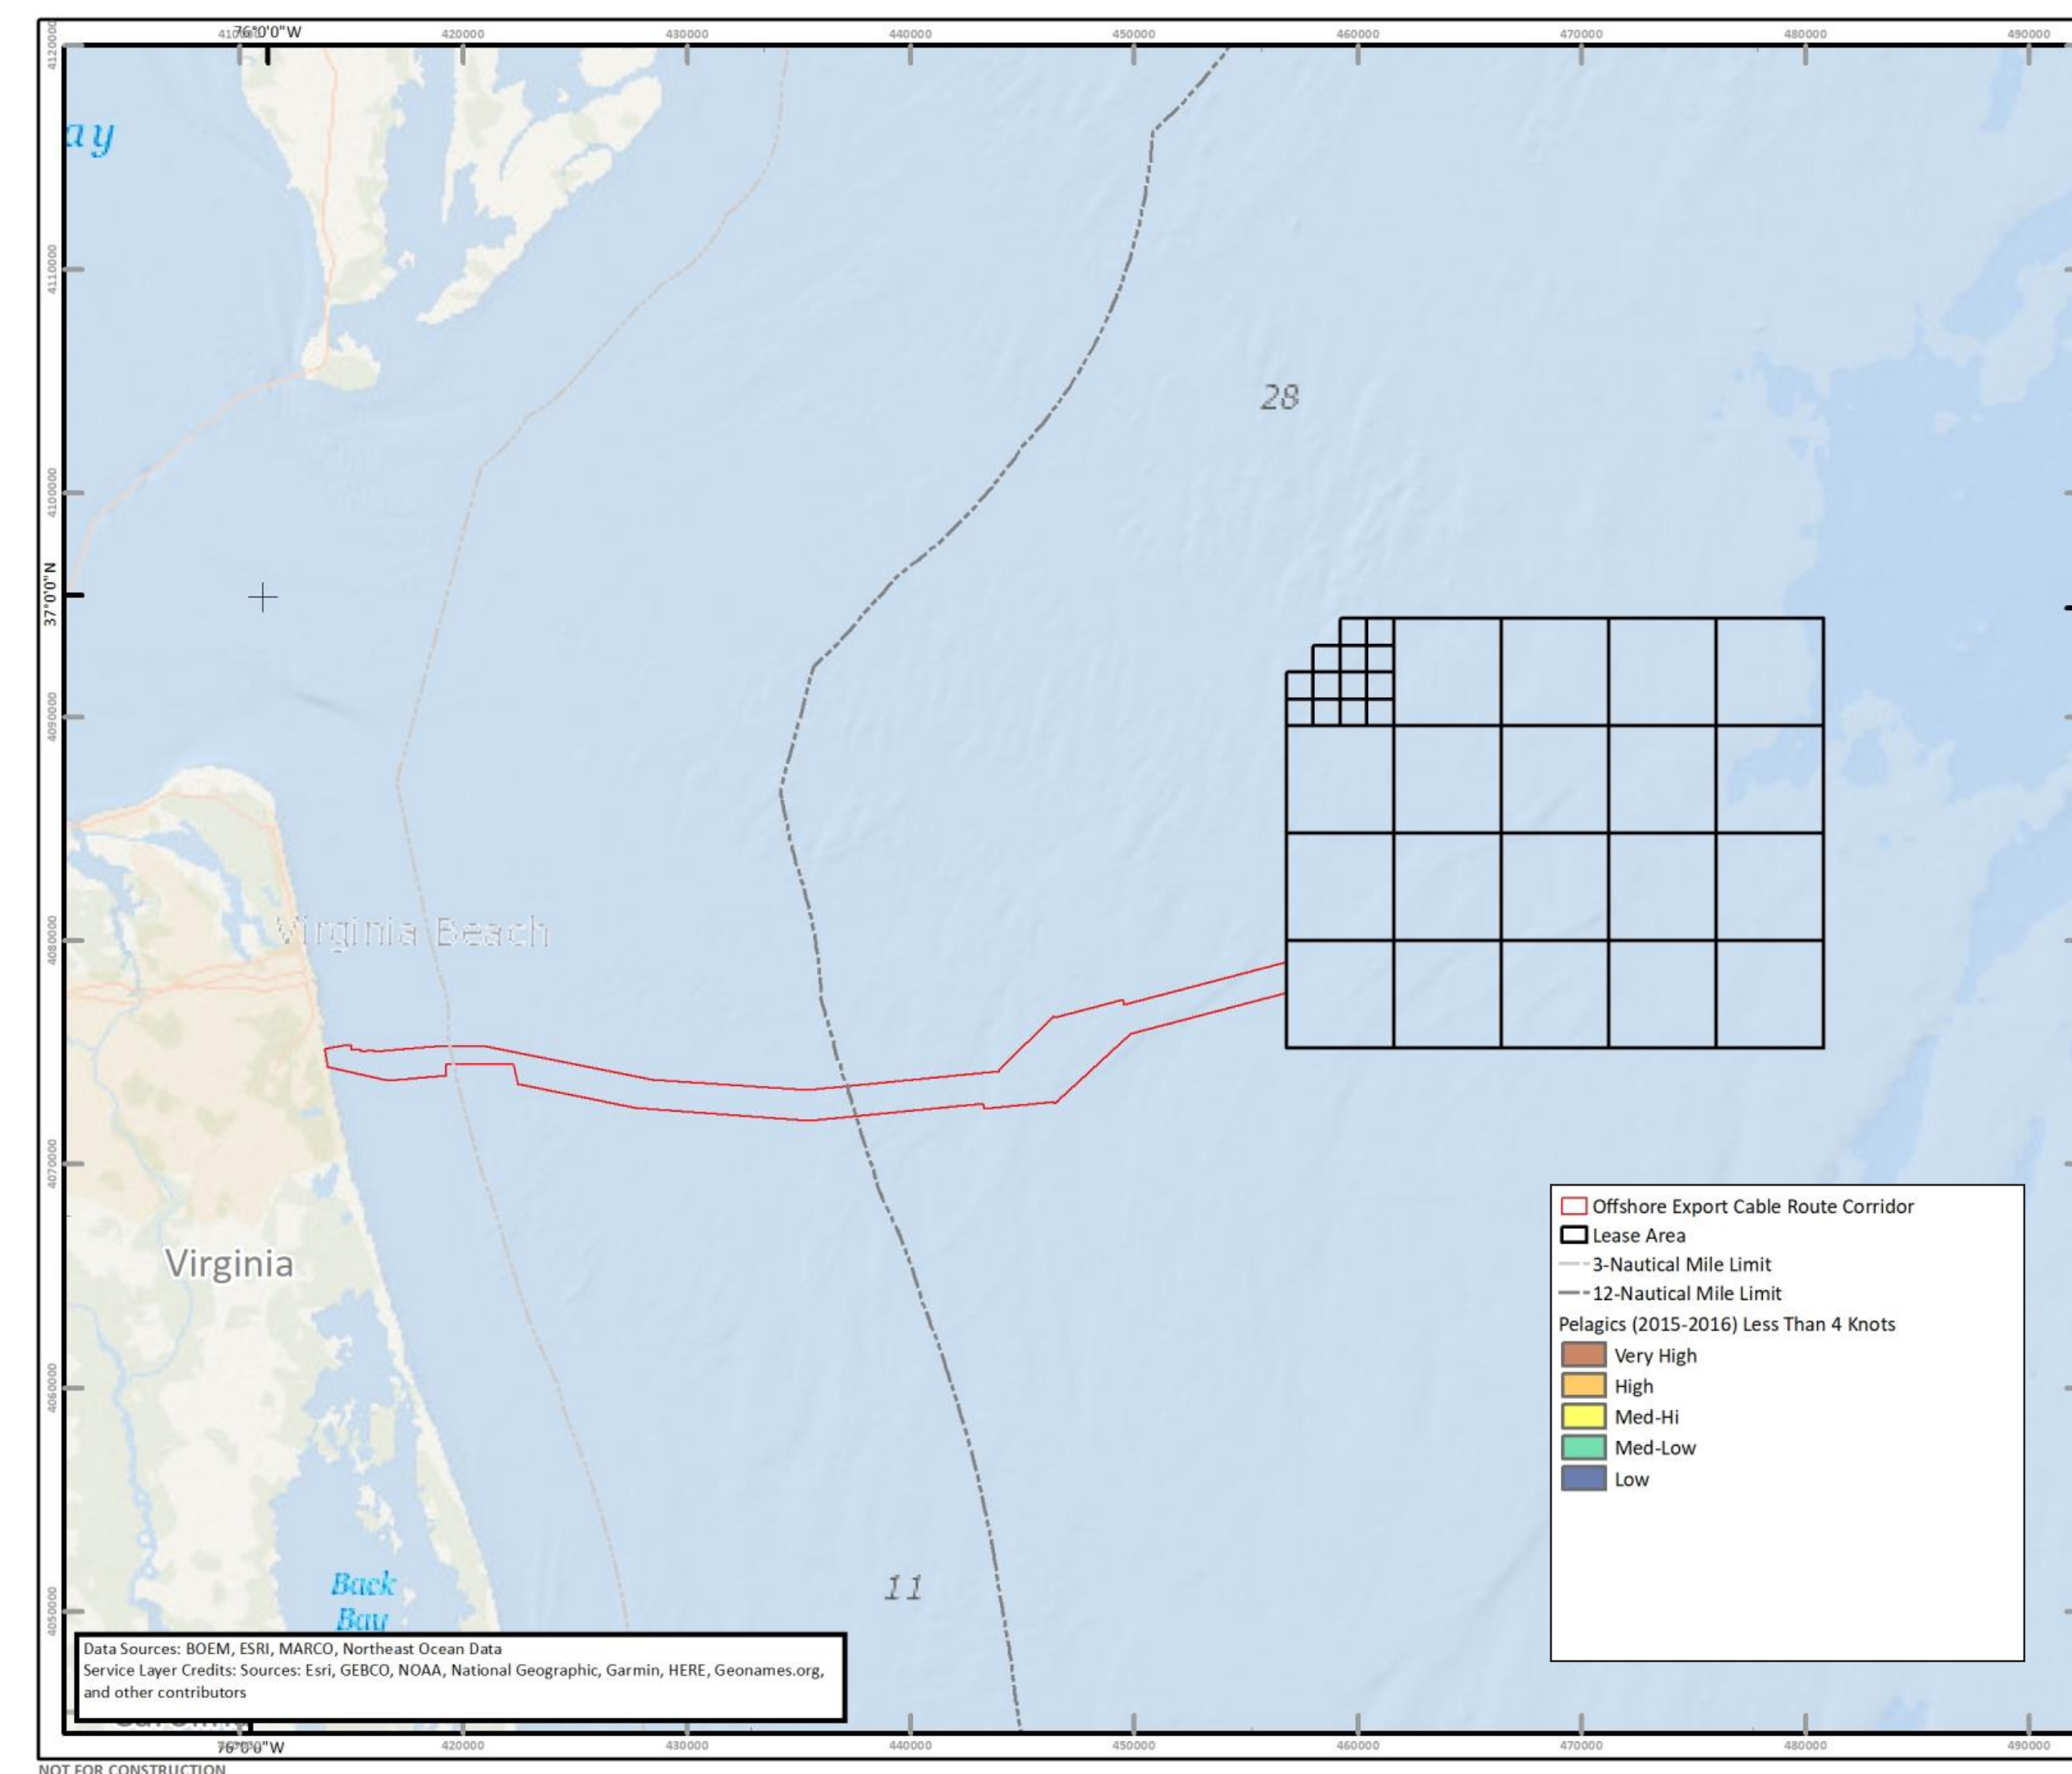 76°0'0"W
410000 420000 430000 440000 450000 460000 470000 480000 490000
4120000
ay
4110000
28
4100000
37°0'0"N
4090000
4080000
Virginia Beach
4070000
Virginia
4060000
4050000
Back
Bay
11
Offshore Export Cable Route Corridor
Lease Area
3-Nautical Mile Limit
12-Nautical Mile Limit
Pelagics (2015-2016) Less Than 4 Knots
Very High
High
Med-Hi
Med-Low
Low
Data Sources: BOEM, ESRI, MARCO, Northeast Ocean Data
Service Layer Credits: Sources: Esri, GEBCO, NOAA, National Geographic, Garmin, HERE, Geonames.org,
and other contributors
76°0'0"W
420000 430000 440000 450000 460000 470000 480000 490000
NOT FOR CONSTRUCTION